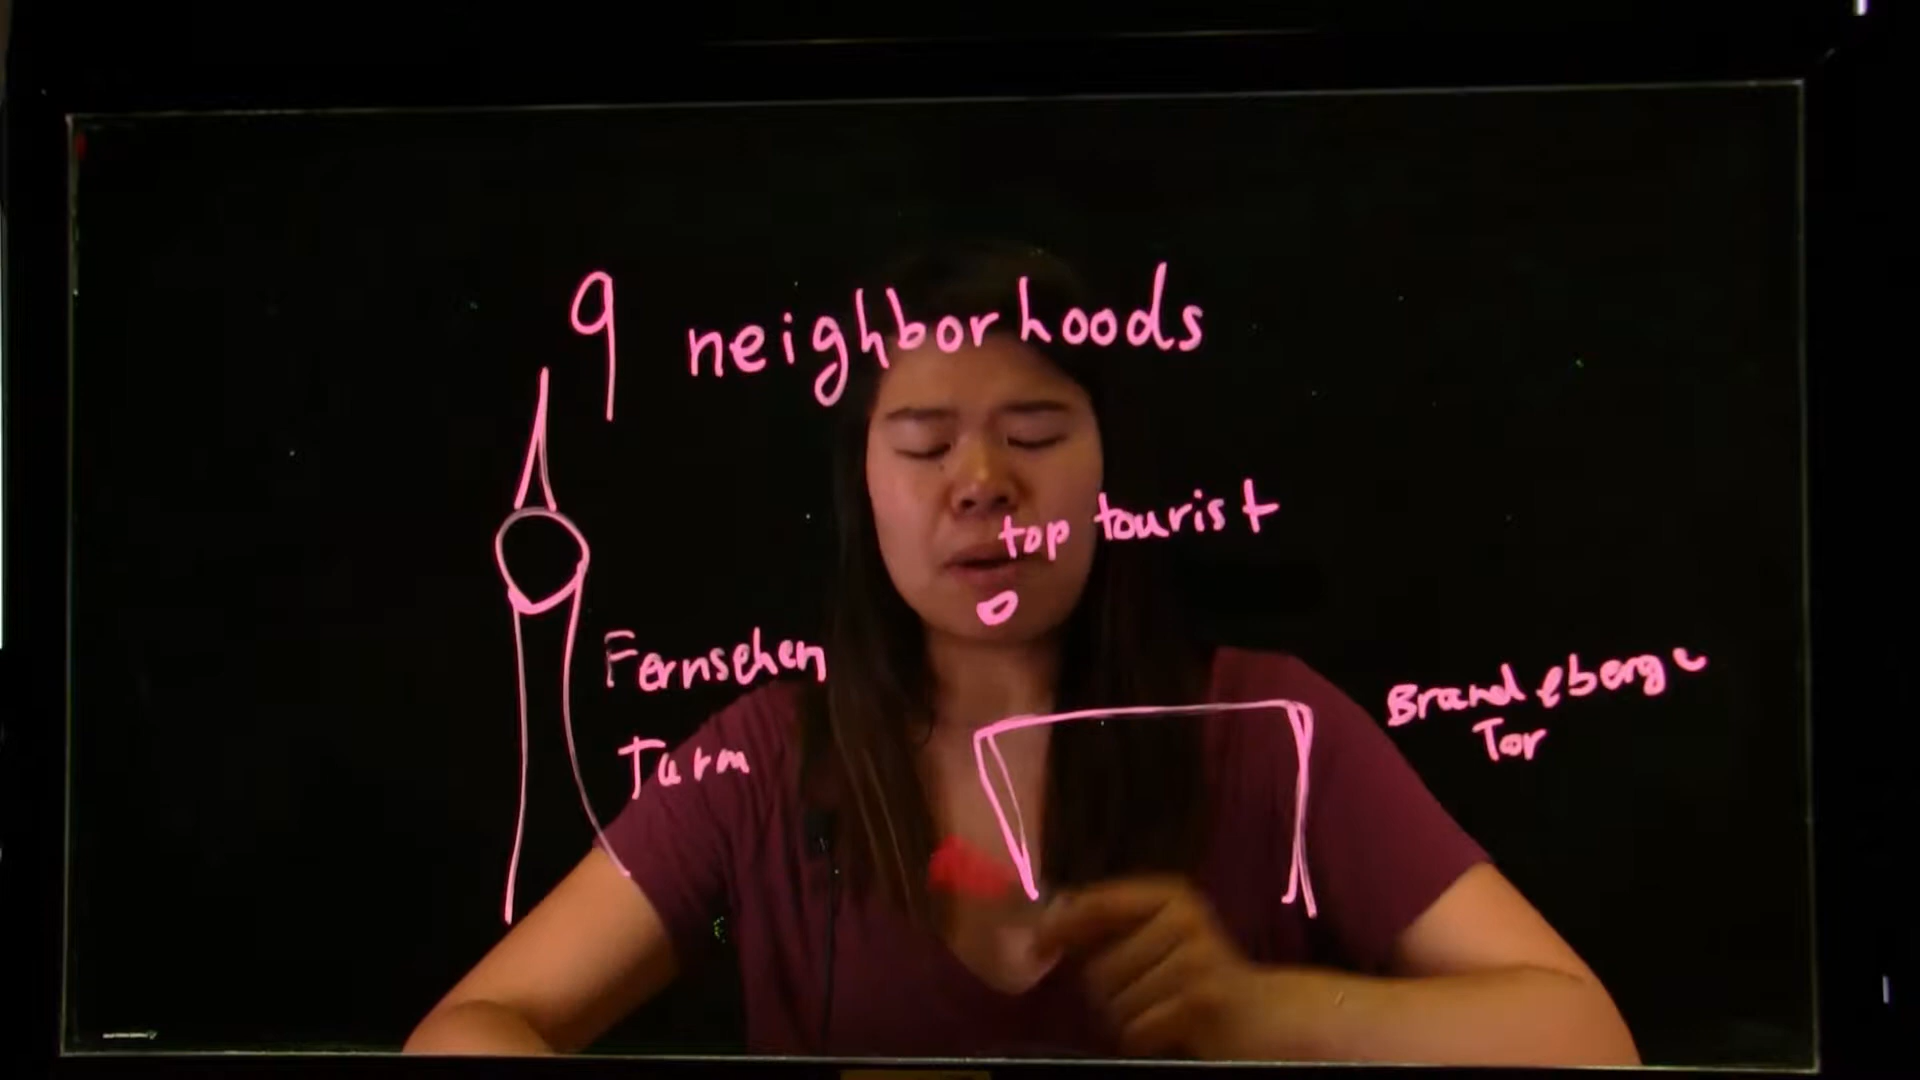 9 neighborhoods
top tourist
Fernsehen
Turm
Brandeberge
Tor